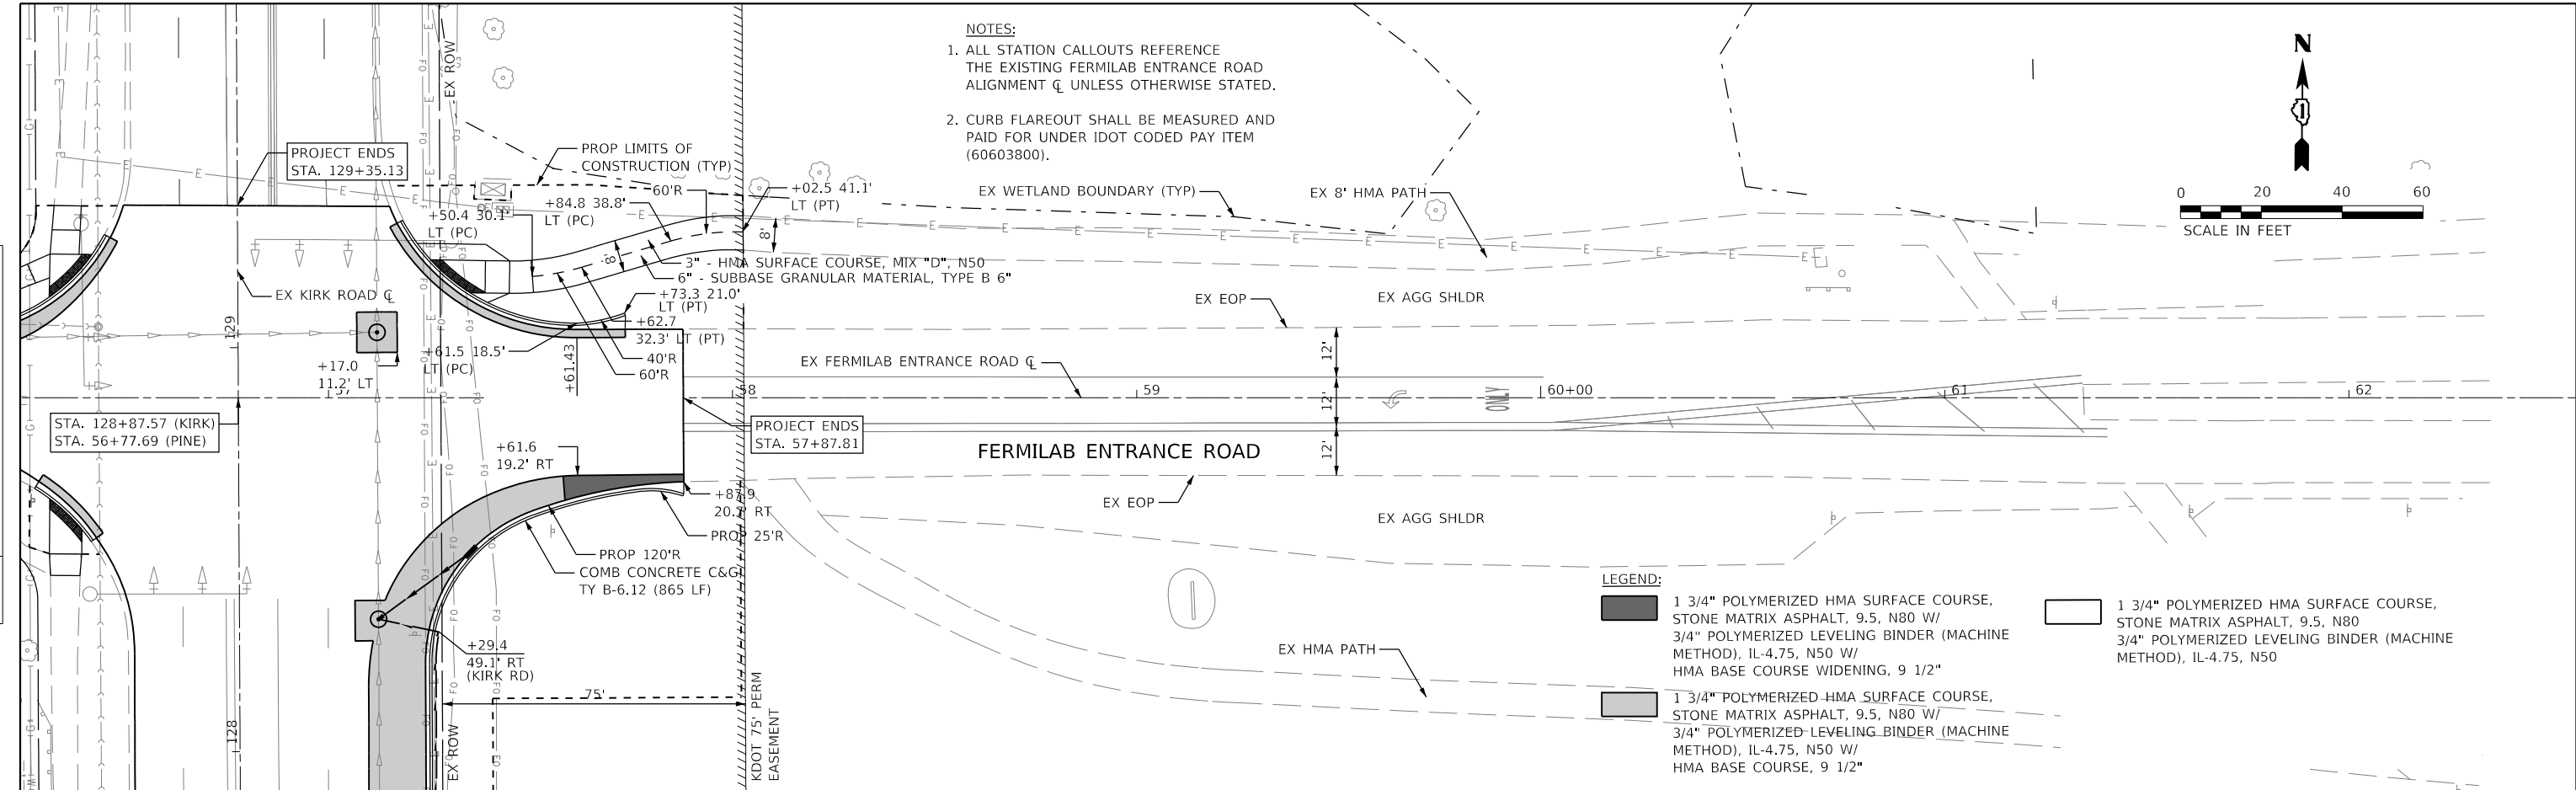 NOTES:
1. ALL STATION CALLOUTS REFERENCE
THE EXISTING FERMILAB ENTRANCE ROAD
ALIGNMENT ℄ UNLESS OTHERWISE STATED.
2. CURB FLAREOUT SHALL BE MEASURED AND
PAID FOR UNDER IDOT CODED PAY ITEM
(60603800).
N
0 20 40 60
SCALE IN FEET
EX ROW
PROJECT ENDS
STA. 129+35.13
PROP LIMITS OF
CONSTRUCTION (TYP)
60'R
+02.5 41.1'
LT (PT)
+84.8 38.8'
LT (PC)
+50.4 30.1'
LT (PC)
EX WETLAND BOUNDARY (TYP)
EX 8' HMA PATH
8'
8'
3" - HMA SURFACE COURSE, MIX "D", N50
6" - SUBBASE GRANULAR MATERIAL, TYPE B 6"
+73.3 21.0'
LT (PT)
+62.7
32.3' LT (PT)
40'R
60'R
EX KIRK ROAD ℄
129
+17.0
11.2' LT
+61.5 18.5'
LT (PC)
+61.43
EX EOP
EX AGG SHLDR
EX FERMILAB ENTRANCE ROAD ℄
12'
12'
12'
57
58
59
60+00
61
62
ONLY
STA. 128+87.57 (KIRK)
STA. 56+77.69 (PINE)
PROJECT ENDS
STA. 57+87.81
FERMILAB ENTRANCE ROAD
+61.6
19.2' RT
+87.9
RT
EX EOP
EX AGG SHLDR
PROP 25'R
PROP 120'R
COMB CONCRETE C&G
TY B-6.12 (865 LF)
+29.4
49.1' RT
(KIRK RD)
75'
128
EX ROW
KDOT 75' PERM
EASEMENT
EX HMA PATH
LEGEND:
1 3/4" POLYMERIZED HMA SURFACE COURSE,
STONE MATRIX ASPHALT, 9.5, N80 W/
3/4" POLYMERIZED LEVELING BINDER (MACHINE
METHOD), IL-4.75, N50 W/
HMA BASE COURSE WIDENING, 9 1/2"
1 3/4" POLYMERIZED HMA SURFACE COURSE,
STONE MATRIX ASPHALT, 9.5, N80 W/
3/4" POLYMERIZED LEVELING BINDER (MACHINE
METHOD), IL-4.75, N50 W/
HMA BASE COURSE, 9 1/2"
1 3/4" POLYMERIZED HMA SURFACE COURSE,
STONE MATRIX ASPHALT, 9.5, N80
3/4" POLYMERIZED LEVELING BINDER (MACHINE
METHOD), IL-4.75, N50